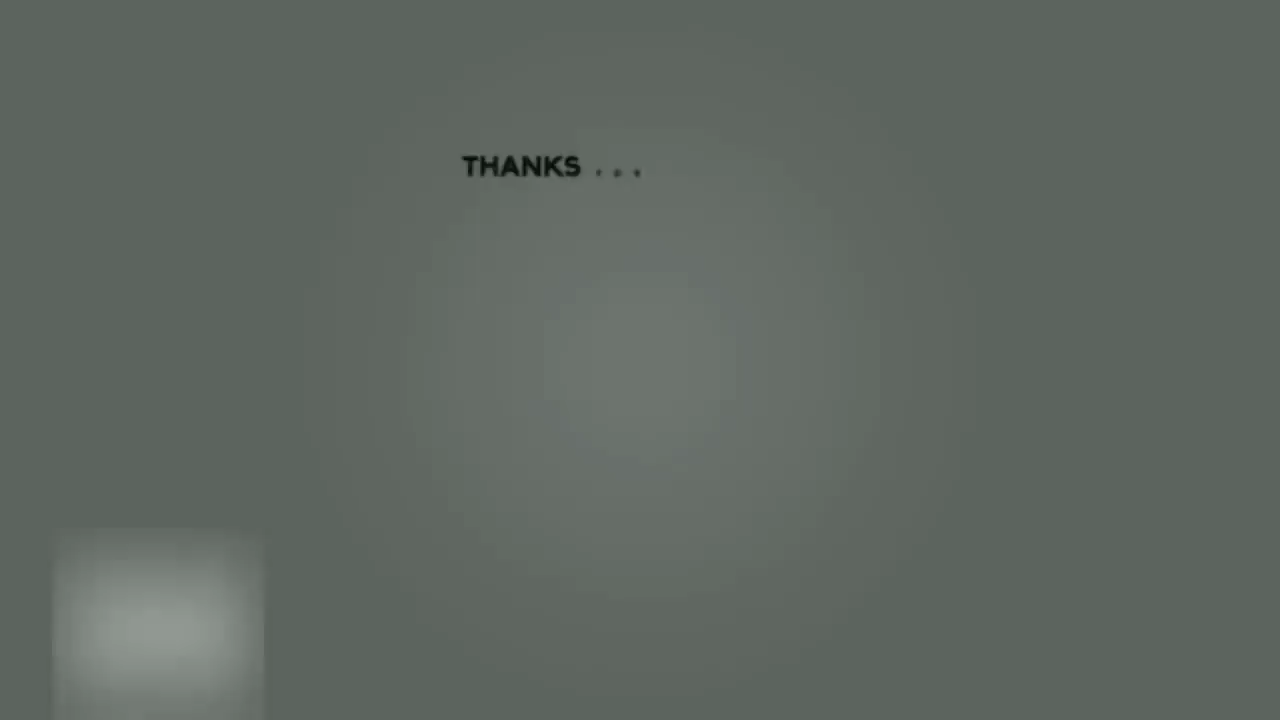 THANKS . . .